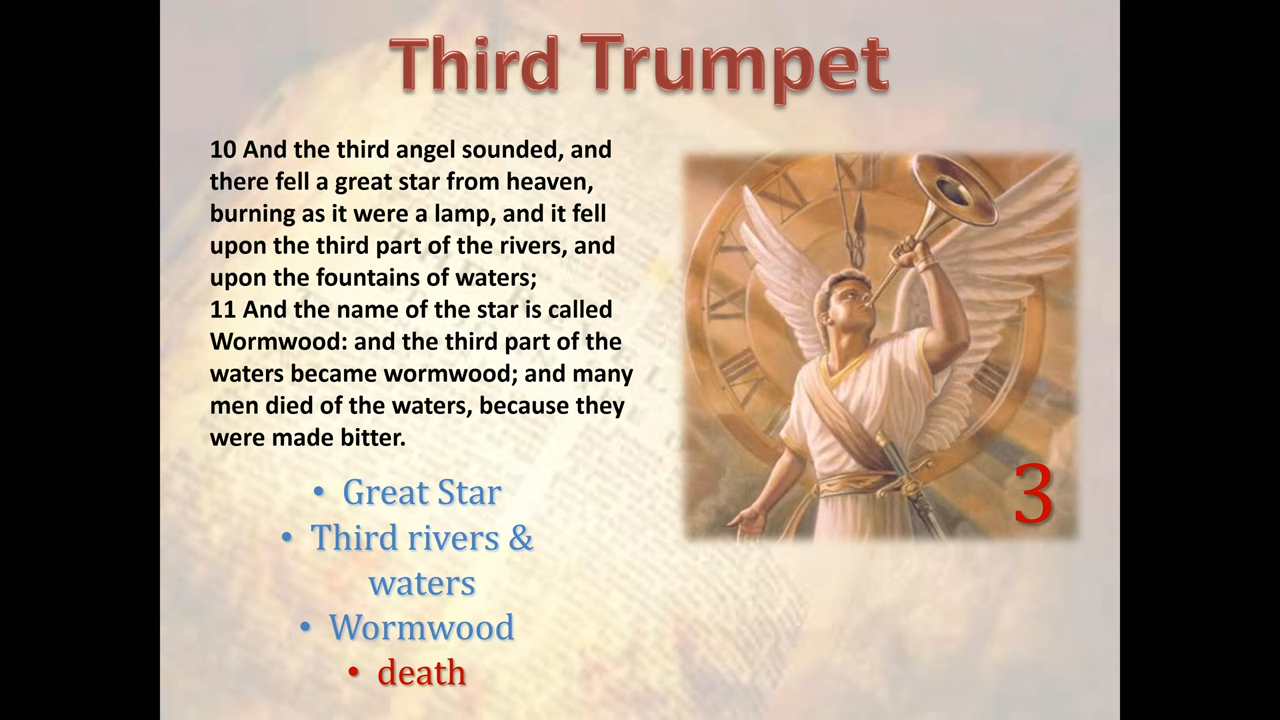 Third Trumpet
10 And the third angel sounded, and
there fell a great star from heaven,
burning as it were a lamp, and it fell
upon the third part of the rivers, and
upon the fountains of waters;
11 And the name of the star is called
Wormwood: and the third part of the
waters became wormwood; and many
men died of the waters, because they
were made bitter.
• Great Star
• Third rivers &
waters
• Wormwood
• death
3